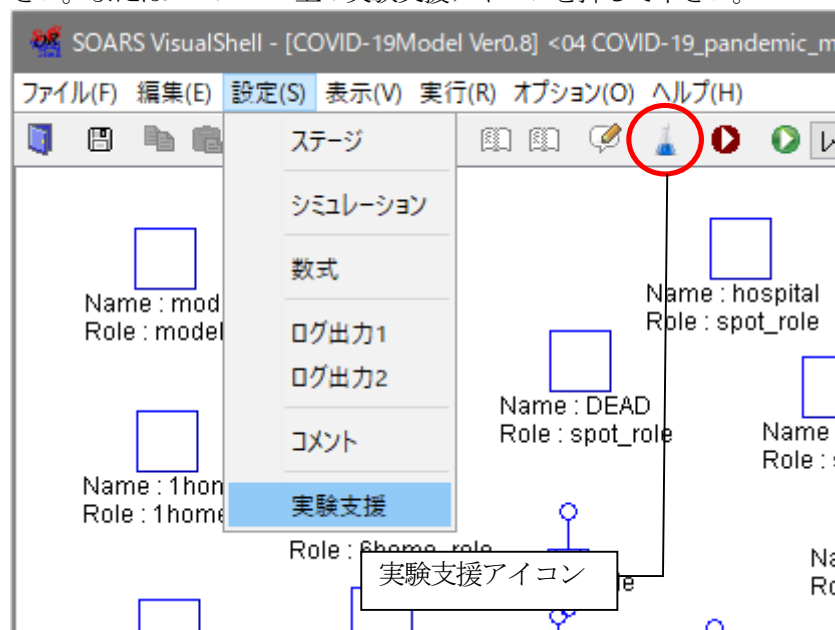 SOARS VisualShell - [COVID-19Model Ver0.8] <04 COVID-19_pandemic_m
ファイル(F) 編集(E) 設定(S) 表示(V) 実行(R) オプション(O) ヘルプ(H)
ステージ
シミュレーション
数式
ログ出力1
ログ出力2
コメント
実験支援
Name : mod
Role : model
Name : hospital
Role : spot_role
Name : DEAD
Role : spot_role
Name
Role :
Name : 1hon
Role : 1home
Role : 6home_role
実験支援アイコン
Na
Ro